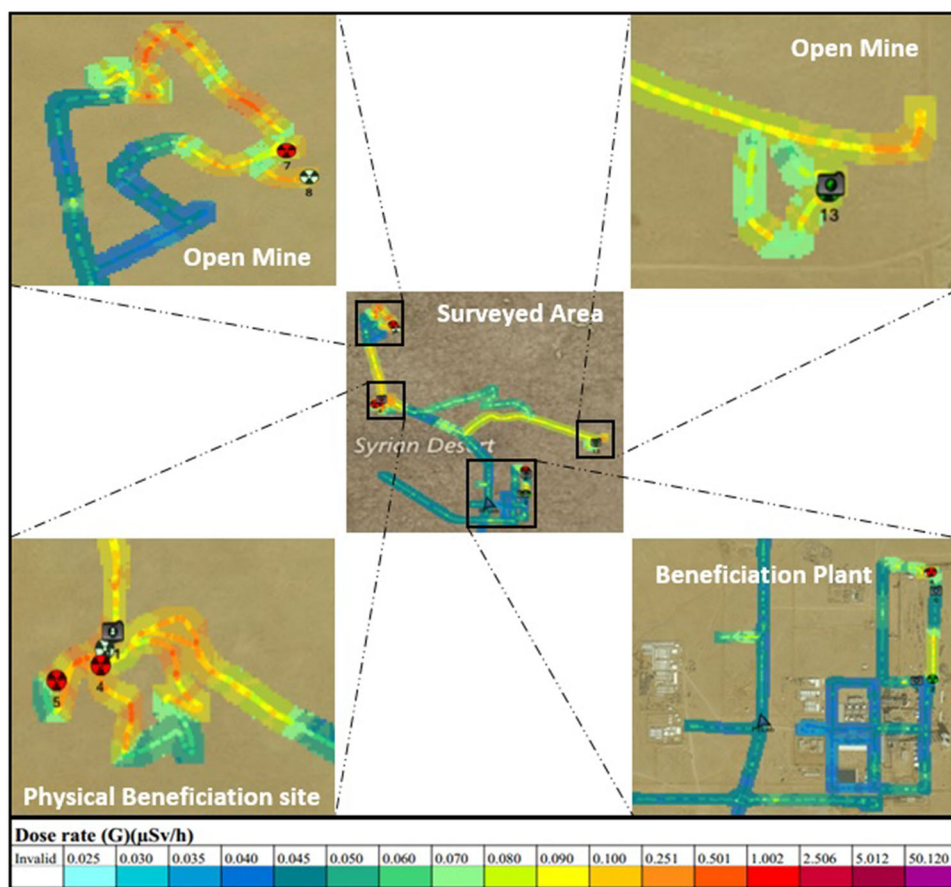 Open Mine
7
8
Open Mine
13
Surveyed Area
Syrian Desert
5
4
1
Physical Beneficiation site
Beneficiation Plant
Dose rate (G)(µSv/h)
Invalid 0.025 0.030 0.035 0.040 0.045 0.050 0.060 0.070 0.080 0.090 0.100 0.251 0.501 1.002 2.506 5.012 50.120